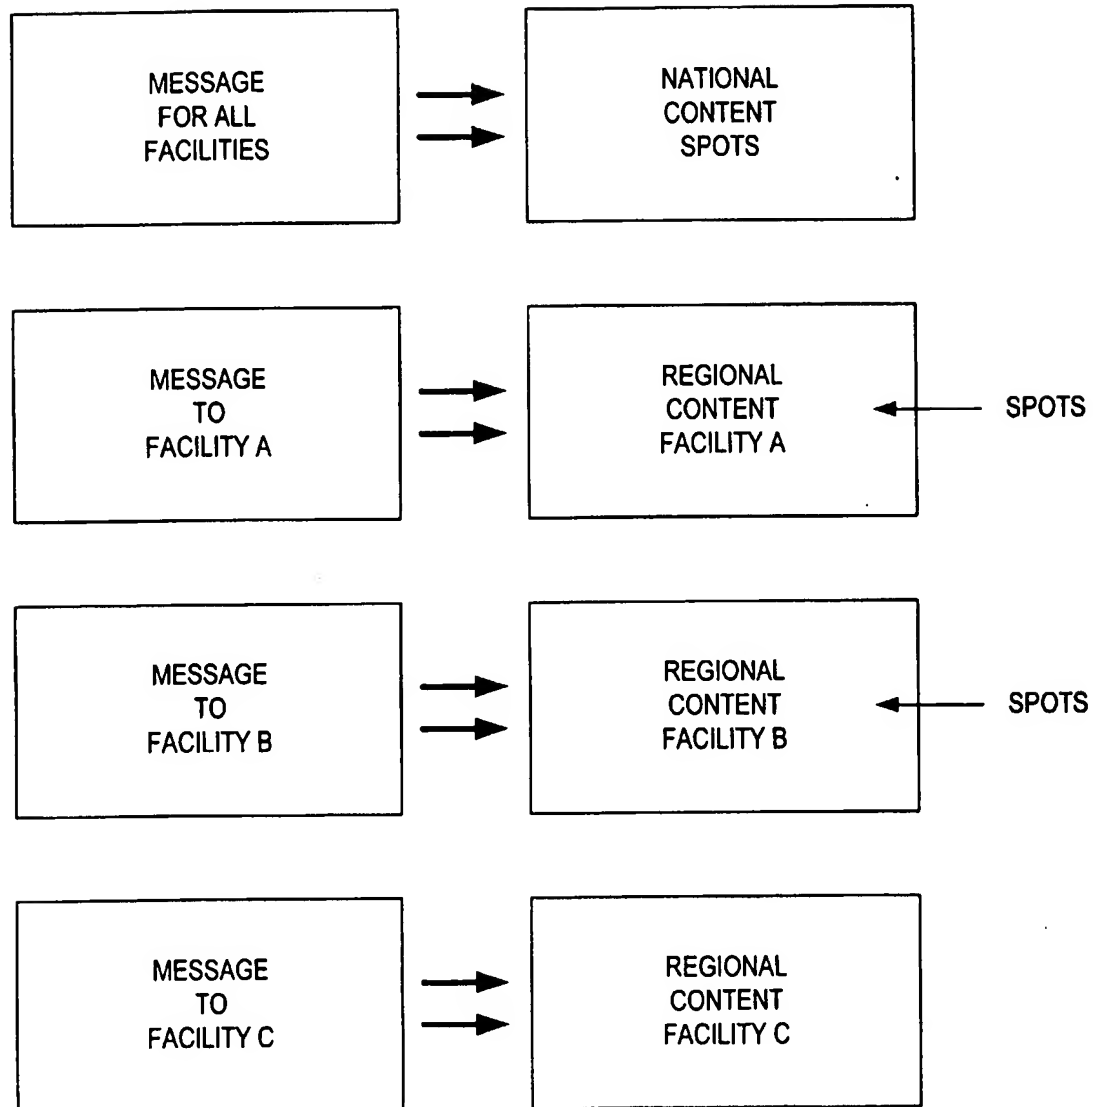 MESSAGE
FOR ALL
FACILITIES
NATIONAL
CONTENT
SPOTS
MESSAGE
TO
FACILITY A
REGIONAL
CONTENT
FACILITY A
SPOTS
MESSAGE
TO
FACILITY B
REGIONAL
CONTENT
FACILITY B
SPOTS
MESSAGE
TO
FACILITY C
REGIONAL
CONTENT
FACILITY C